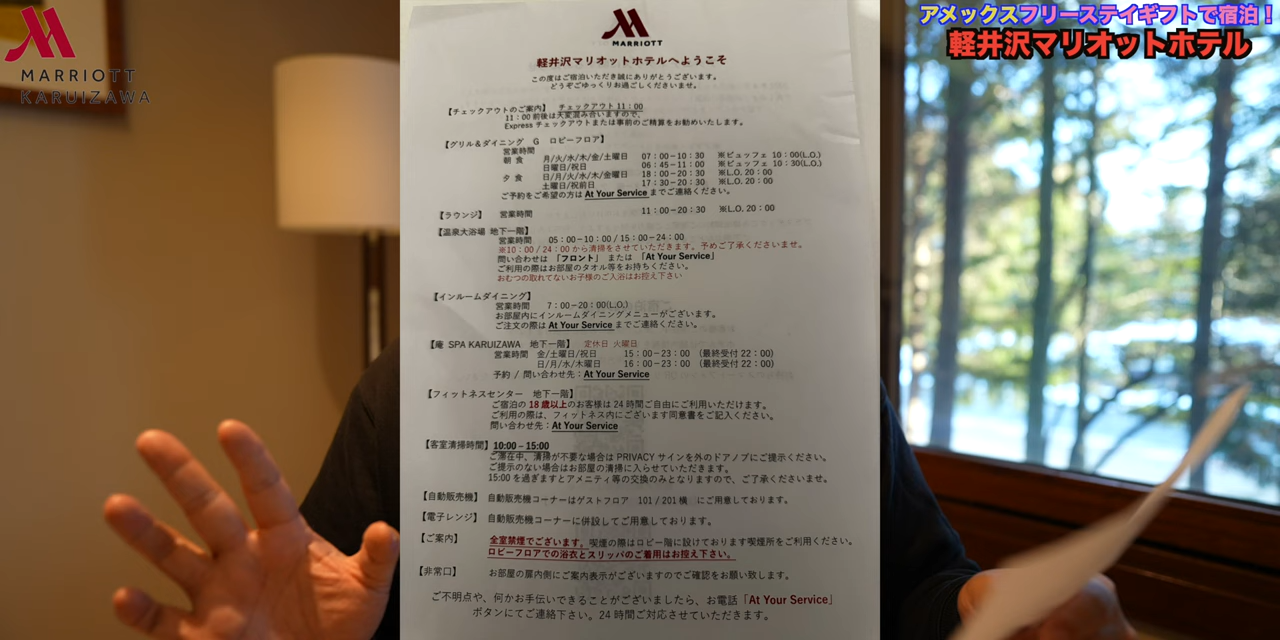 MARRIOTT
KARUIZAWA
アメックスフリーステイギフトで宿泊！
軽井沢マリオットホテル
MARRIOTT
軽井沢マリオットホテルへようこそ
この度はご宿泊いただき誠にありがとうございます。
どうぞごゆっくりお過ごしくださいませ。
【チェックアウトのご案内】 チェックアウト 11：00
11：00 前後は大変混み合いますので、
Express チェックアウトまたは事前のご精算をお勧めいたします。
【グリル＆ダイニング G ロビーフロア】
営業時間
朝 食 月/火/水/木/金/土曜日 07：00－10：30 ※ビュッフェ 10：00(L.O.)
日曜日/祝日 06：45－11：00 ※ビュッフェ 10：30(L.O.)
夕 食 日/月/火/水/木/金曜日 18：00－20：30 ※L.O. 20：00
土曜日/祝前日 17：30－20：30 ※L.O. 20：00
ご予約をご希望の方は At Your Service までご連絡ください。
【ラウンジ】 営業時間 11：00－20：30 ※L.O. 20：00
【温泉大浴場 地下一階】
営業時間 05：00－10：00 / 15：00－24：00
※10：00 / 24：00 から清掃をさせていただきます。予めご了承くださいませ。
問い合わせは 「フロント」 または 「At Your Service」
ご利用の際はお部屋のタオル等をお持ちください。
おむつの取れてないお子様のご入浴はお控え下さい
【インルームダイニング】
営業時間 7：00－20：00(L.O.)
お部屋内にインルームダイニングメニューがございます。
ご注文の際は At Your Service までご連絡ください。
【庵 SPA KARUIZAWA 地下一階】 定休日 火曜日
営業時間 金/土曜日/祝日 15：00－23：00 (最終受付 22：00)
日/月/水/木曜日 16：00－23：00 (最終受付 22：00)
予約 / 問い合わせ先：At Your Service
【フィットネスセンター 地下一階】
ご宿泊の 18 歳以上のお客様は 24 時間ご自由にご利用いただけます。
ご利用の際は、フィットネス内にございます同意書をご記入ください。
問い合わせ先：At Your Service
【客室清掃時間】10:00－15:00
ご滞在中、清掃が不要な場合は PRIVACY サインを外のドアノブにご提示ください。
ご提示のない場合はお部屋の清掃に入らせていただきます。
15:00 を過ぎますとアメニティ等の交換のみとなりますので、ご了承くださいませ。
【自動販売機】 自動販売機コーナーはゲストフロア 101 / 201 横 にご用意しております。
【電子レンジ】 自動販売機コーナーに併設してご用意しております。
【ご案内】 全室禁煙でございます。喫煙の際はロビー階に設けております喫煙所をご利用ください。
ロビーフロアでの浴衣とスリッパのご着用はお控え下さい。
【非常口】 お部屋の扉内側にご案内表示がございますのでご確認をお願い致します。
ご不明点や、何かお手伝いできることがございましたら、お電話「At Your Service」
ボタンにてご連絡下さい。24 時間ご対応させていただきます。